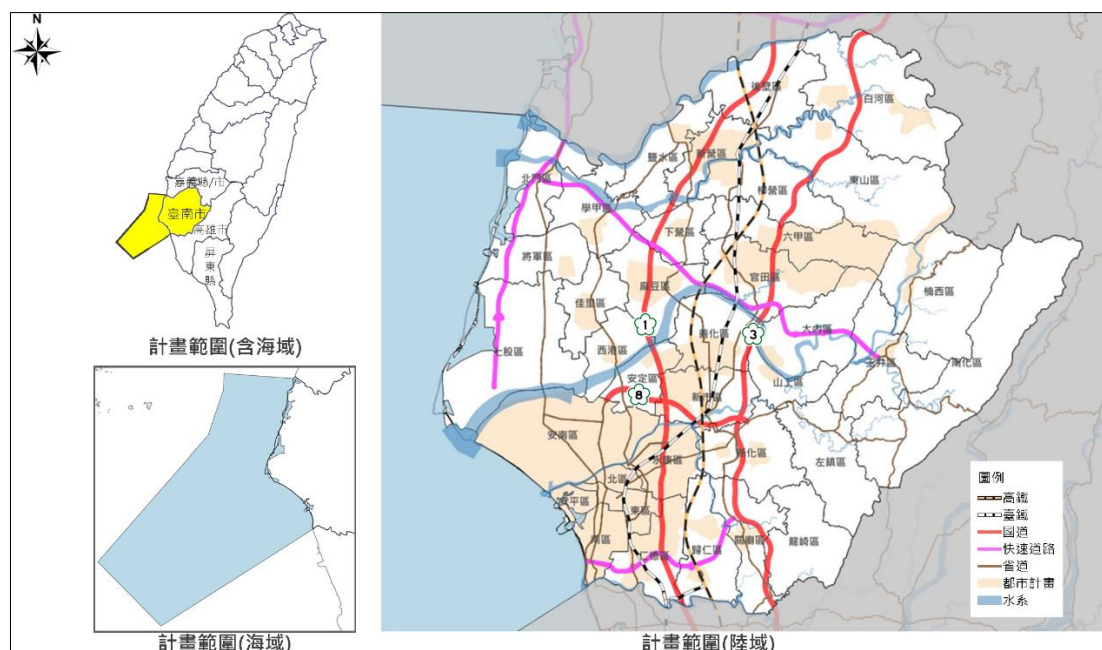 N
嘉義縣/市
臺南市
高雄市
屏東縣
計畫範圍(含海域)
計畫範圍(海域)
後壁區
白河區
鹽水區
新營區
北門區
東山區
學甲區
柳營區
下營區
六甲區
將軍區
官田區
麻豆區
楠西區
佳里區
1
善化區
3
大內區
七股區
西港區
玉井區
南化區
安定區
山上區
8
新市區
安南區
永康區
新化區
左鎮區
北區
安平區
東區
南區
仁德區
歸仁區
關廟區
龍崎區
圖例
高鐵
臺鐵
國道
快速道路
省道
都市計畫
水系
計畫範圍(陸域)